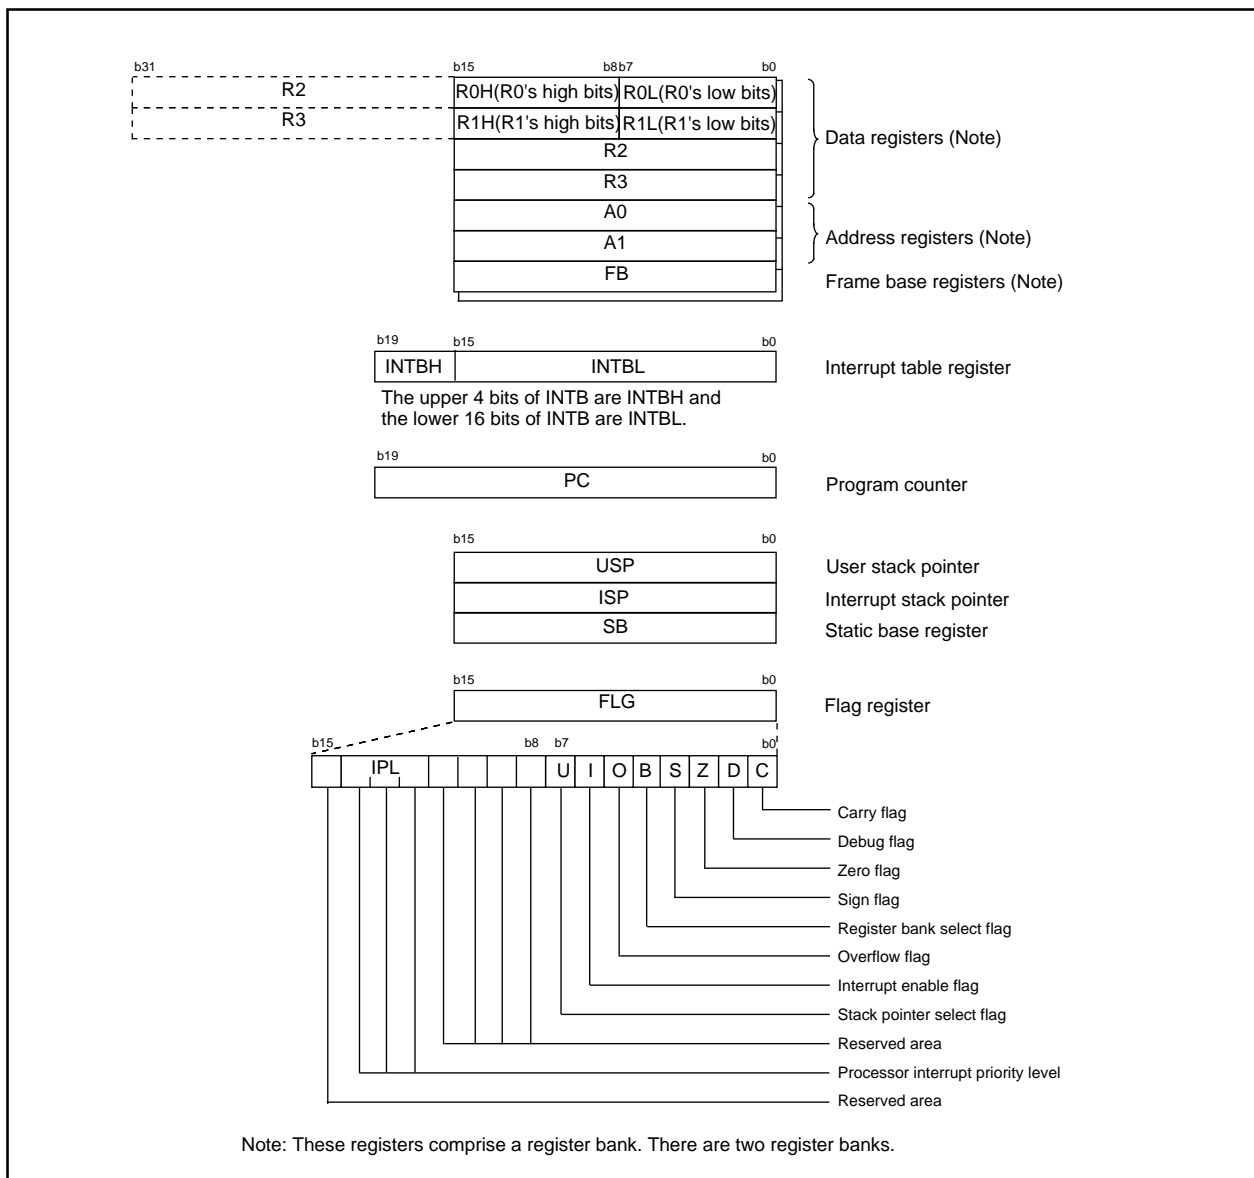 b31 b15 b8b7 b0
R2 R0H(R0's high bits) R0L(R0's low bits)
R3 R1H(R1's high bits) R1L(R1's low bits)
Data registers (Note)
R2
R3
A0
Address registers (Note)
A1
FB
Frame base registers (Note)
b19 b15 b0
INTBH INTBL Interrupt table register
The upper 4 bits of INTB are INTBH and
the lower 16 bits of INTB are INTBL.
b19 b0
PC Program counter
b15 b0
USP User stack pointer
ISP Interrupt stack pointer
SB Static base register
b15 b0
FLG Flag register
b15 b8 b7 b0
IPL U I O B S Z D C
Carry flag
Debug flag
Zero flag
Sign flag
Register bank select flag
Overflow flag
Interrupt enable flag
Stack pointer select flag
Reserved area
Processor interrupt priority level
Reserved area
Note: These registers comprise a register bank. There are two register banks.